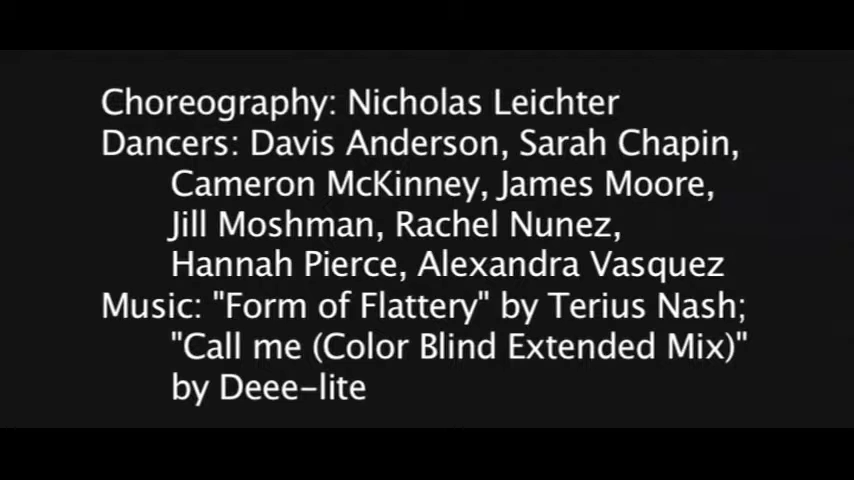 Choreography: Nicholas Leichter
Dancers: Davis Anderson, Sarah Chapin,
Cameron McKinney, James Moore,
Jill Moshman, Rachel Nunez,
Hannah Pierce, Alexandra Vasquez
Music: "Form of Flattery" by Terius Nash;
"Call me (Color Blind Extended Mix)"
by Deee-lite